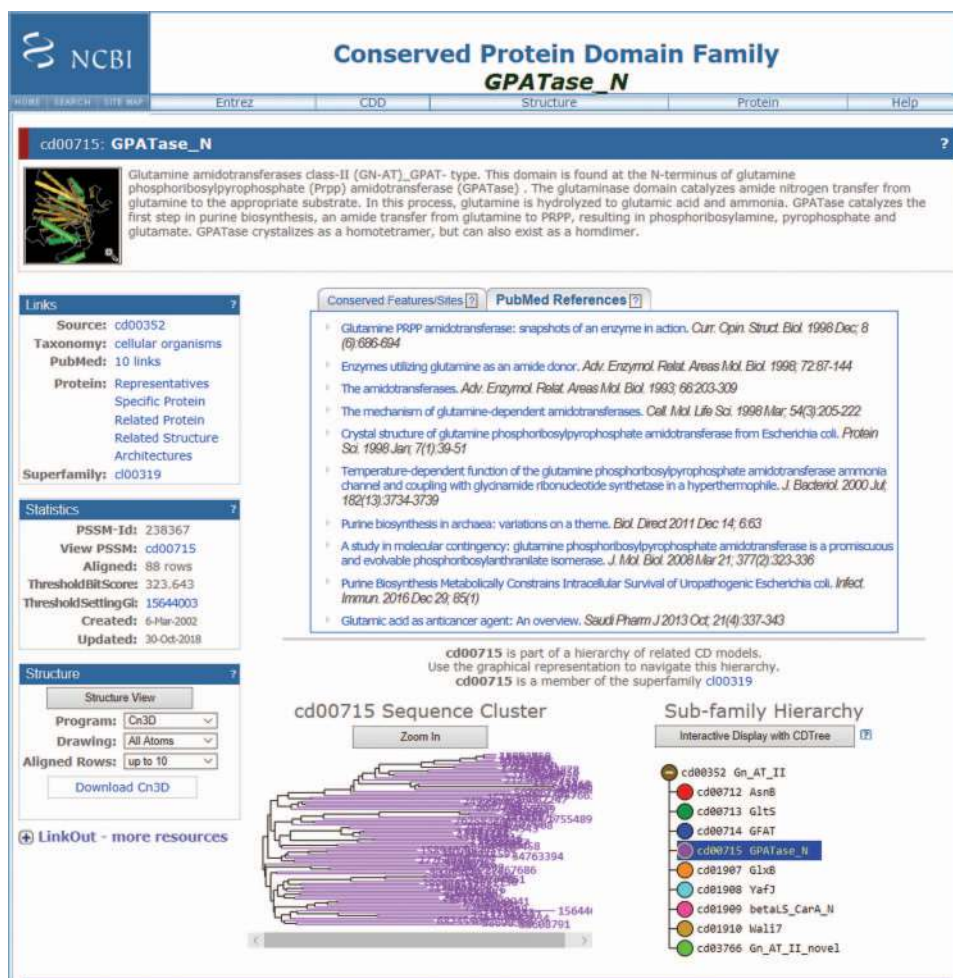 NCBI
Conserved Protein Domain Family
GPATase_N
HOME | SEARCH | SITE MAP Entrez CDD Structure Protein Help
cd00715: GPATase_N ?
Glutamine amidotransferases class-II (GN-AT)_GPAT- type. This domain is found at the N-terminus of glutamine
phosphoribosylpyrophosphate (Prpp) amidotransferase (GPATase) . The glutaminase domain catalyzes amide nitrogen transfer from
glutamine to the appropriate substrate. In this process, glutamine is hydrolyzed to glutamic acid and ammonia. GPATase catalyzes the
first step in purine biosynthesis, an amide transfer from glutamine to PRPP, resulting in phosphoribosylamine, pyrophosphate and
glutamate. GPATase crystalizes as a homotetramer, but can also exist as a homdimer.
Links ?
Source: cd00352
Taxonomy: cellular organisms
PubMed: 10 links
Protein: Representatives
Specific Protein
Related Protein
Related Structure
Architectures
Superfamily: cl00319
Statistics ?
PSSM-Id: 238367
View PSSM: cd00715
Aligned: 88 rows
ThresholdBitScore: 323.643
ThresholdSettingGi: 15644003
Created: 6-Mar-2002
Updated: 30-Oct-2018
Structure ?
Structure View
Program: Cn3D
Drawing: All Atoms
Aligned Rows: up to 10
Download Cn3D
LinkOut - more resources
Conserved Features/Sites ? PubMed References ?
Glutamine PRPP amidotransferase: snapshots of an enzyme in action. Curr. Opin. Struct. Biol. 1998 Dec; 8
(6):686-694
Enzymes utilizing glutamine as an amide donor. Adv. Enzymol. Relat. Areas Mol. Biol. 1998; 72:87-144
The amidotransferases. Adv. Enzymol. Relat. Areas Mol. Biol. 1993; 66:203-309
The mechanism of glutamine-dependent amidotransferases. Cell. Mol. Life Sci. 1998 Mar; 54(3):205-222
Crystal structure of glutamine phosphoribosylpyrophosphate amidotransferase from Escherichia coli. Protein
Sci. 1998 Jan; 7(1):39-51
Temperature-dependent function of the glutamine phosphoribosylpyrophosphate amidotransferase ammonia
channel and coupling with glycinamide ribonucleotide synthetase in a hyperthermophile. J. Bacteriol. 2000 Jul;
182(13):3734-3739
Purine biosynthesis in archaea: variations on a theme. Biol. Direct 2011 Dec 14; 6:63
A study in molecular contingency: glutamine phosphoribosylpyrophosphate amidotransferase is a promiscuous
and evolvable phosphoribosylanthranilate isomerase. J. Mol. Biol. 2008 Mar 21; 377(2):323-336
Purine Biosynthesis Metabolically Constrains Intracellular Survival of Uropathogenic Escherichia coli. Infect.
Immun. 2016 Dec 29; 85(1)
Glutamic acid as anticancer agent: An overview. Saudi Pharm J 2013 Oct; 21(4):337-343
cd00715 is part of a hierarchy of related CD models.
Use the graphical representation to navigate this hierarchy.
cd00715 is a member of the superfamily cl00319
cd00715 Sequence Cluster
Zoom In
64763394
Sub-family Hierarchy
Interactive Display with CDTree ?
cd00352 Gn_AT_II
cd00712 AsnB
cd00713 GltS
cd00714 GFAT
cd00715 GPATase_N
cd01907 GlxB
cd01908 YafJ
cd01909 betaLS_CarA_N
cd01910 Wali7
cd03766 Gn_AT_II_novel